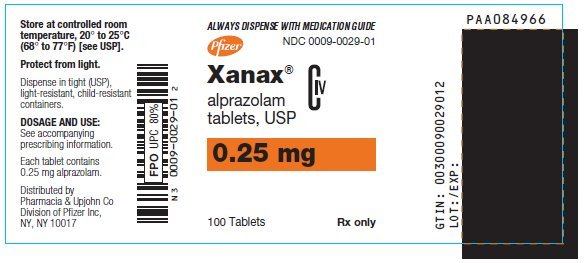 Store at controlled room
temperature, 20° to 25°C
(68° to 77°F) [see USP].
Protect from light.
Dispense in tight (USP),
light-resistant, child-resistant
containers.
DOSAGE AND USE:
See accompanying
prescribing information.
Each tablet contains
0.25 mg alprazolam.
Distributed by
Pharmacia & Upjohn Co
Division of Pfizer Inc,
NY, NY 10017
FPO UPC 80%
N3 0009-0029-01 2
ALWAYS DISPENSE WITH MEDICATION GUIDE
Pfizer
NDC 0009-0029-01
Xanax®
CIV
alprazolam
tablets, USP
0.25 mg
100 Tablets
Rx only
PAA084966
GTIN: 00300090029012
LOT:/EXP: